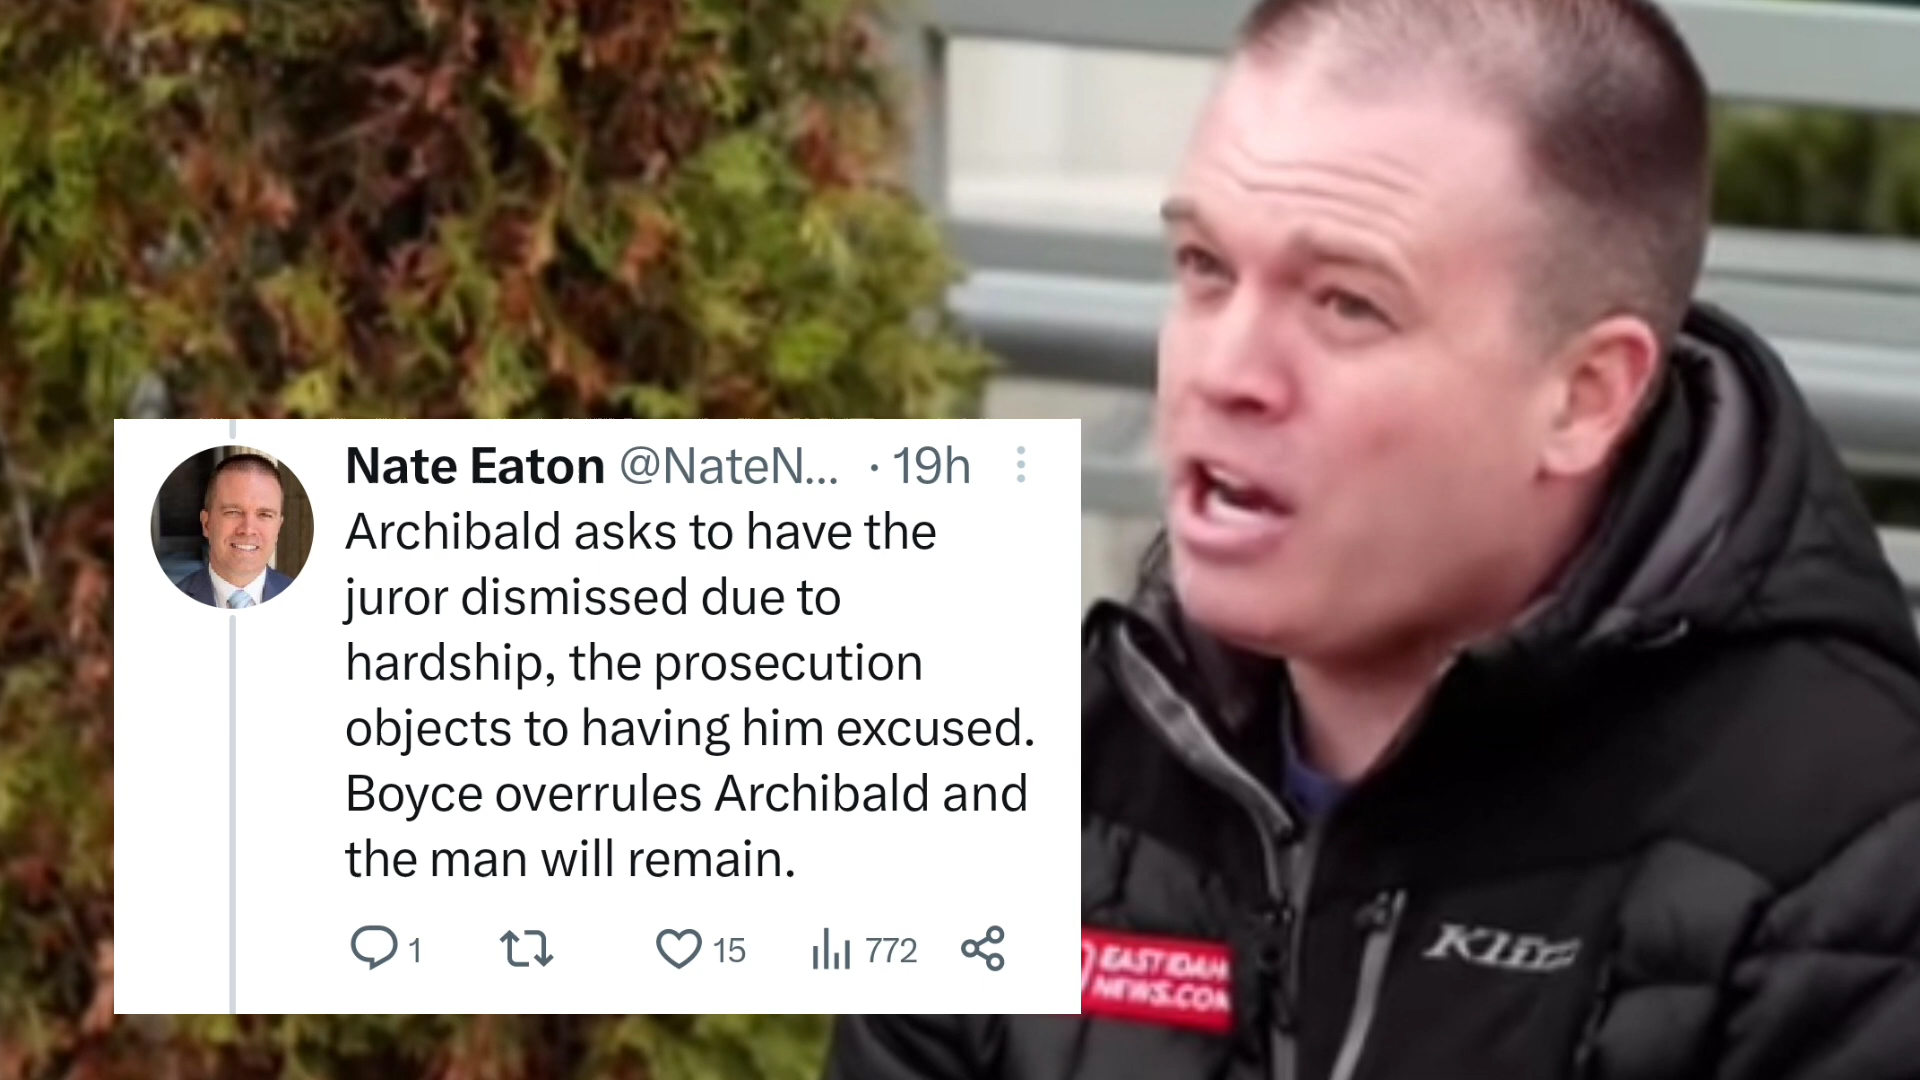 Nate Eaton @NateN... · 19h
Archibald asks to have the
juror dismissed due to
hardship, the prosecution
objects to having him excused.
Boyce overrules Archibald and
the man will remain.
1 15 772
EAST IDAH
NEWS.COM
KLIM